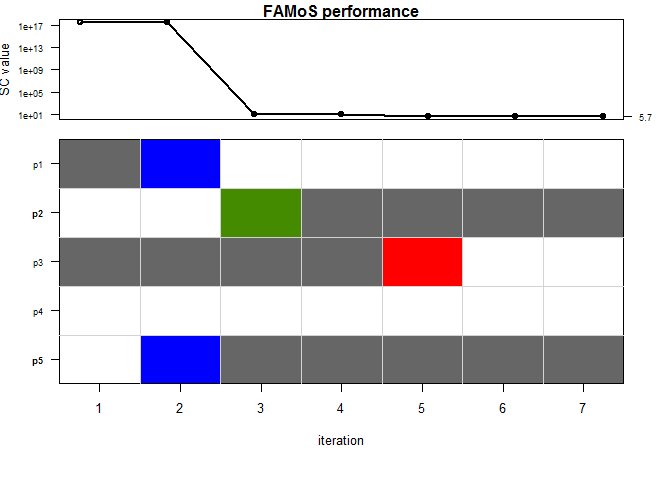 FAMoS performance
SC value
1e+17
1e+13
1e+09
1e+05
1e+01
5.7
p1
p2
p3
p4
p5
1 2 3 4 5 6 7
iteration